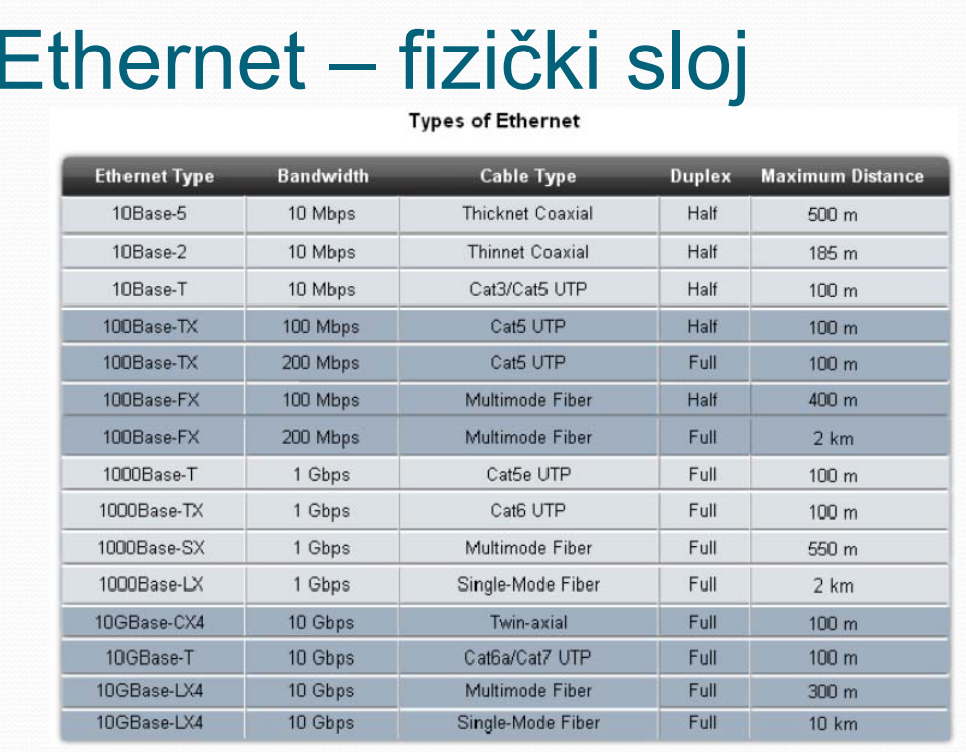 Ethernet – fizički sloj
Types of Ethernet
Ethernet Type Bandwidth Cable Type Duplex Maximum Distance
10Base-5 10 Mbps Thicknet Coaxial Half 500 m
10Base-2 10 Mbps Thinnet Coaxial Half 185 m
10Base-T 10 Mbps Cat3/Cat5 UTP Half 100 m
100Base-TX 100 Mbps Cat5 UTP Half 100 m
100Base-TX 200 Mbps Cat5 UTP Full 100 m
100Base-FX 100 Mbps Multimode Fiber Half 400 m
100Base-FX 200 Mbps Multimode Fiber Full 2 km
1000Base-T 1 Gbps Cat5e UTP Full 100 m
1000Base-TX 1 Gbps Cat6 UTP Full 100 m
1000Base-SX 1 Gbps Multimode Fiber Full 550 m
1000Base-LX 1 Gbps Single-Mode Fiber Full 2 km
10GBase-CX4 10 Gbps Twin-axial Full 100 m
10GBase-T 10 Gbps Cat6a/Cat7 UTP Full 100 m
10GBase-LX4 10 Gbps Multimode Fiber Full 300 m
10GBase-LX4 10 Gbps Single-Mode Fiber Full 10 km